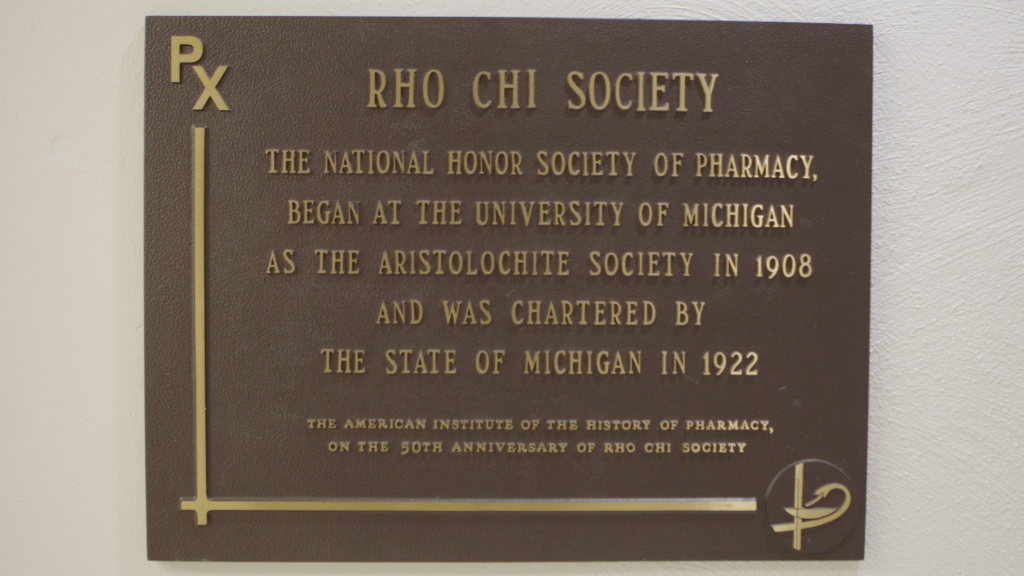 PX
RHO CHI SOCIETY
THE NATIONAL HONOR SOCIETY OF PHARMACY,
BEGAN AT THE UNIVERSITY OF MICHIGAN
AS THE ARISTOLOCHITE SOCIETY IN 1908
AND WAS CHARTERED BY
THE STATE OF MICHIGAN IN 1922
THE AMERICAN INSTITUTE OF THE HISTORY OF PHARMACY,
ON THE 50TH ANNIVERSARY OF RHO CHI SOCIETY